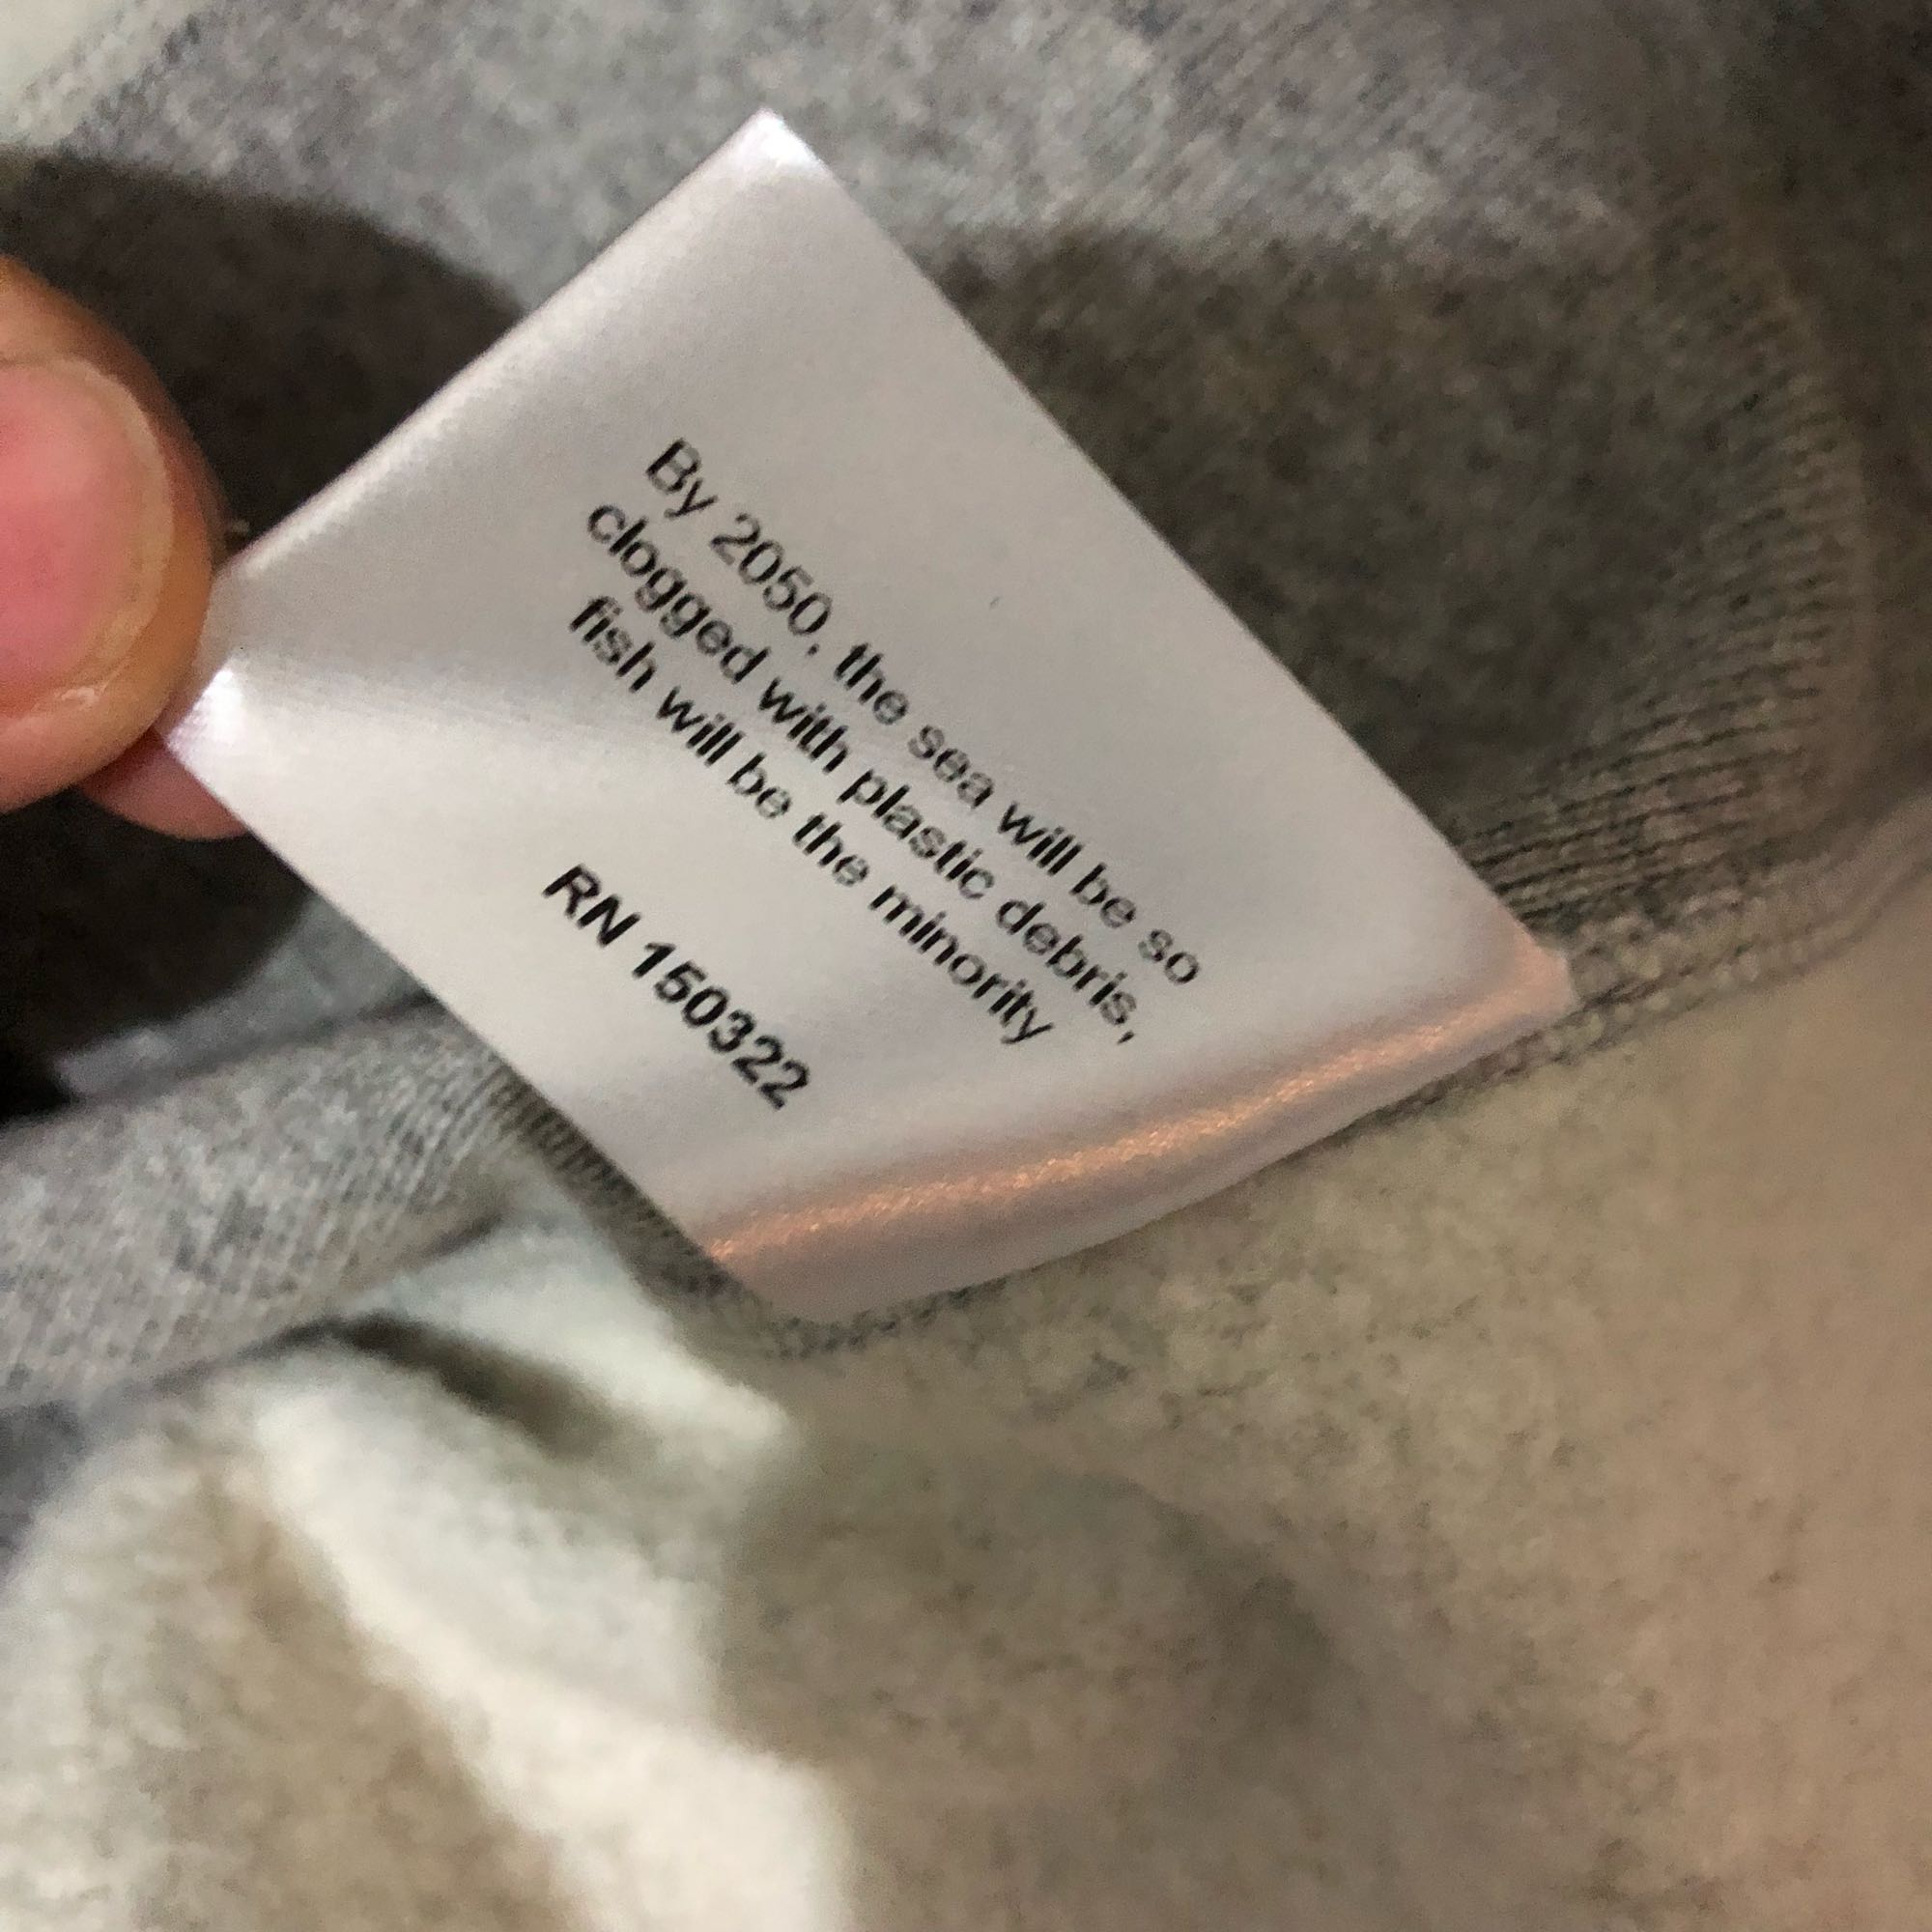 By 2050, the sea will be so
clogged with plastic debris,
fish will be the minority
RN 150322